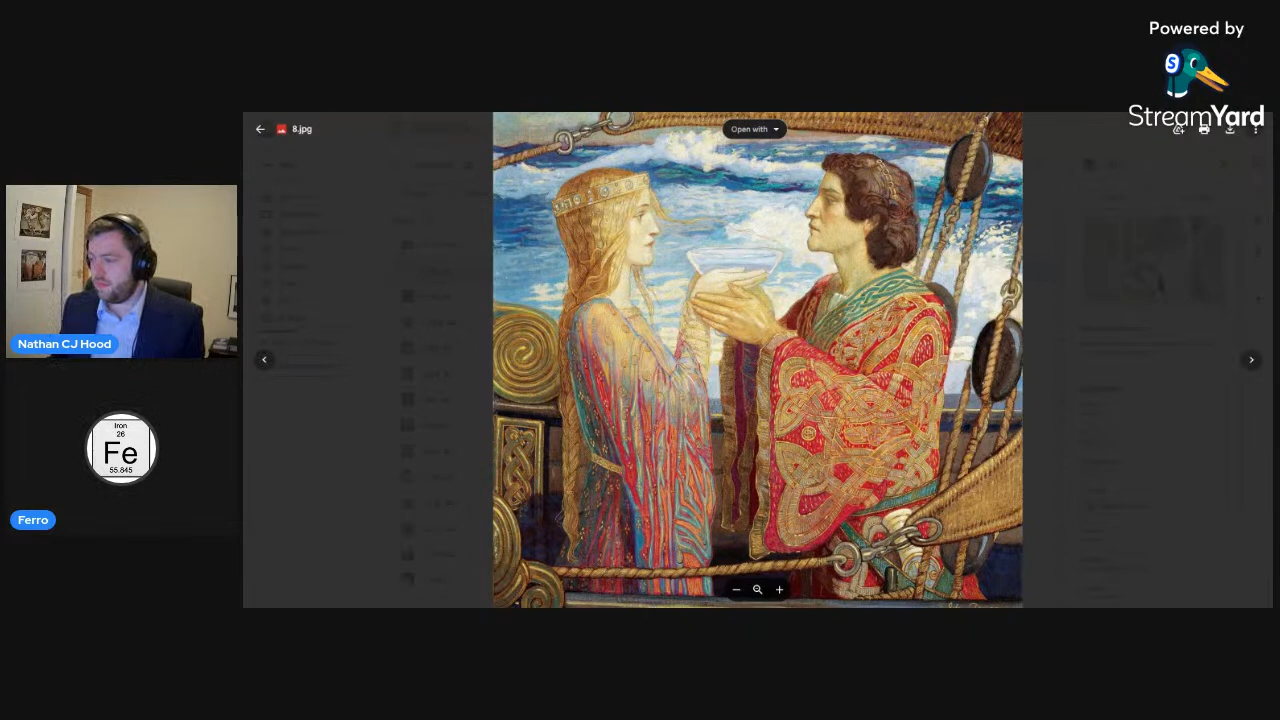 Powered by
StreamYard
8.jpg
Open with
Nathan CJ Hood
Iron
26
Fe
55.845
Ferro